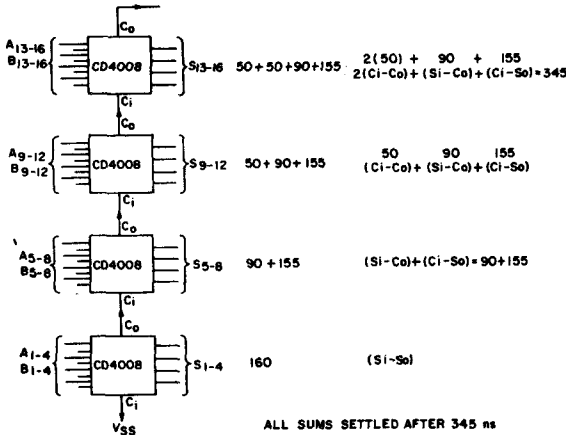 Co
A13-16
B13-16
CD4008
S13-16
50+50+90+155
2(50) + 90 + 155
2(Ci-Co)+(Si-Co)+(Ci-So)=345
Ci
Co
A9-12
B9-12
CD4008
S9-12
50+90+155
50 90 155
(Ci-Co)+(Si-Co)+(Ci-So)
Ci
Co
A5-8
B5-8
CD4008
S5-8
90+155
(Si-Co)+(Ci-So)=90+155
Ci
Co
A1-4
B1-4
CD4008
S1-4
160
(Si-So)
Ci
VSS
ALL SUMS SETTLED AFTER 345 ns